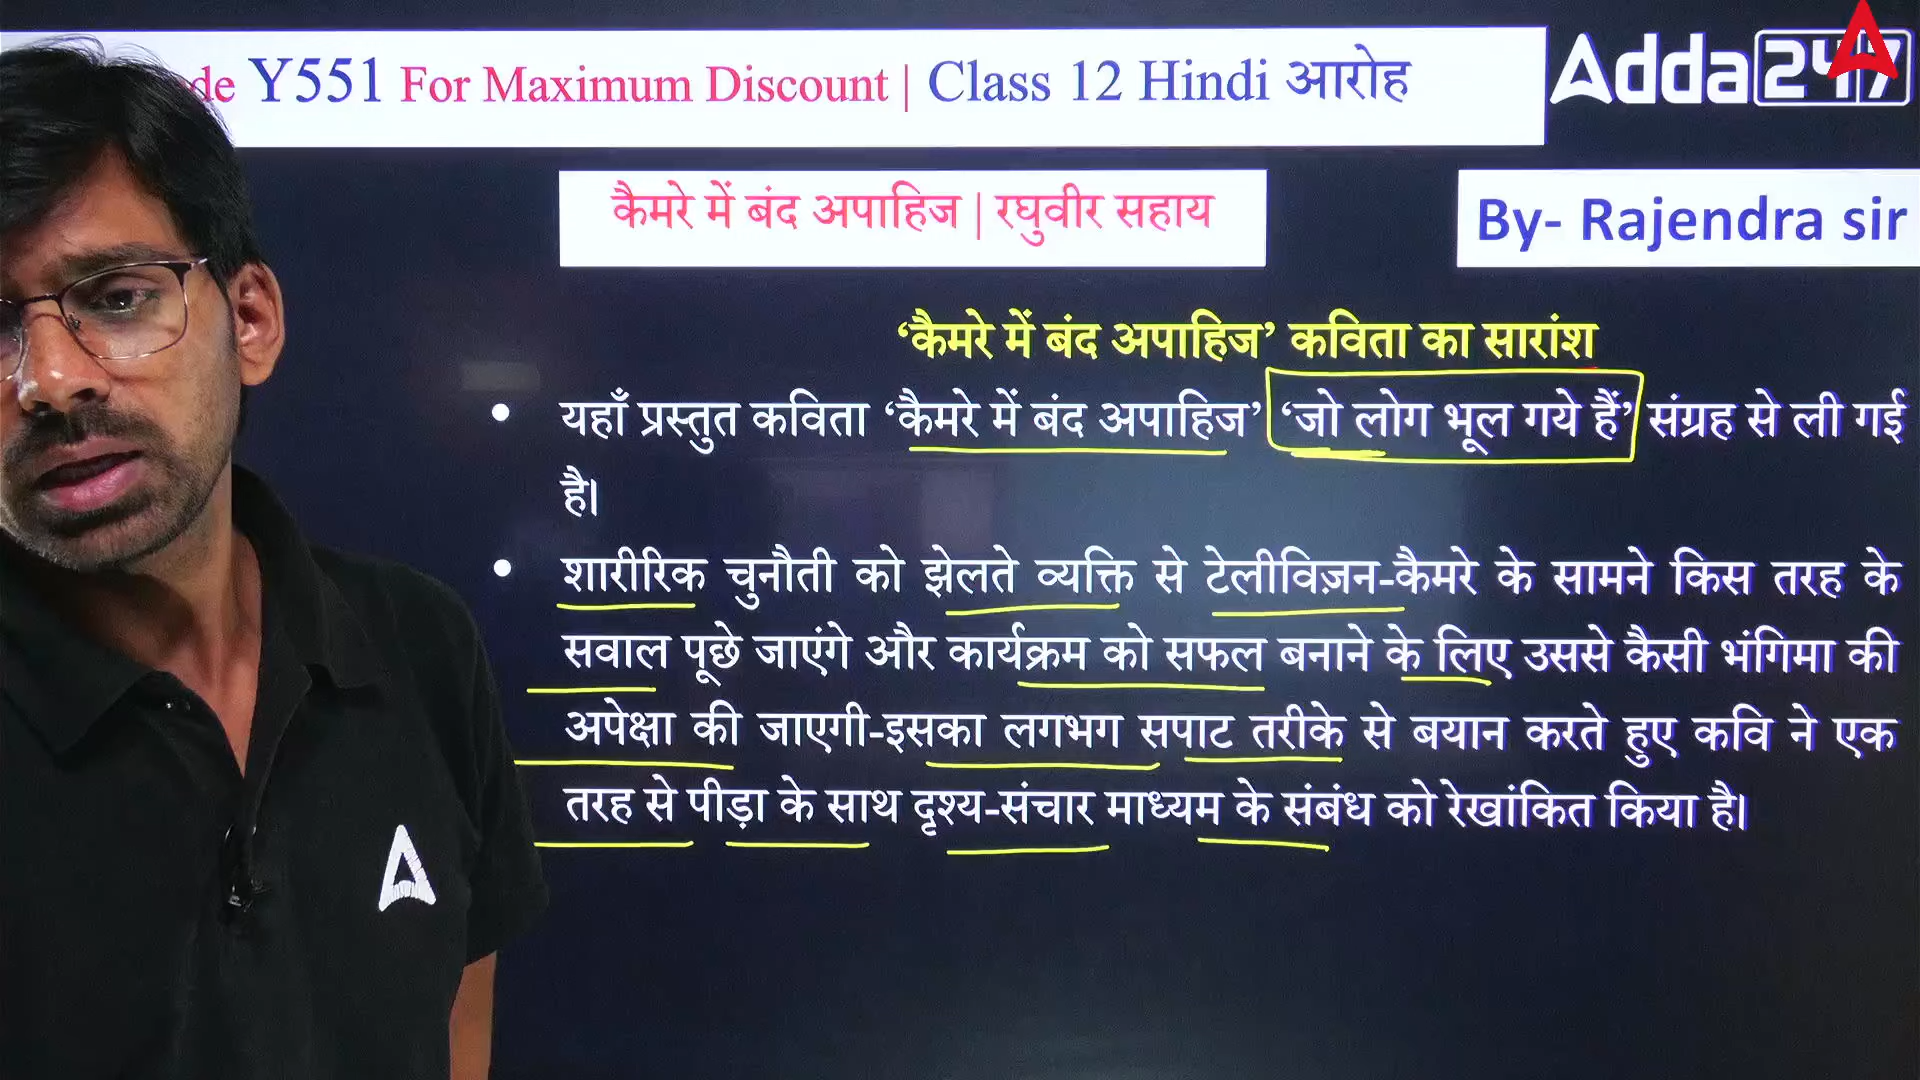 de Y551 For Maximum Discount | Class 12 Hindi आरोह
Adda247
कैमरे में बंद अपाहिज | रघुवीर सहाय
By- Rajendra sir
‘कैमरे में बंद अपाहिज’ कविता का सारांश
• यहाँ प्रस्तुत कविता ‘कैमरे में बंद अपाहिज’ ‘जो लोग भूल गये हैं’ संग्रह से ली गई
है।
• शारीरिक चुनौती को झेलते व्यक्ति से टेलीविज़न-कैमरे के सामने किस तरह के
सवाल पूछे जाएंगे और कार्यक्रम को सफल बनाने के लिए उससे कैसी भंगिमा की
अपेक्षा की जाएगी-इसका लगभग सपाट तरीके से बयान करते हुए कवि ने एक
तरह से पीड़ा के साथ दृश्य-संचार माध्यम के संबंध को रेखांकित किया है।